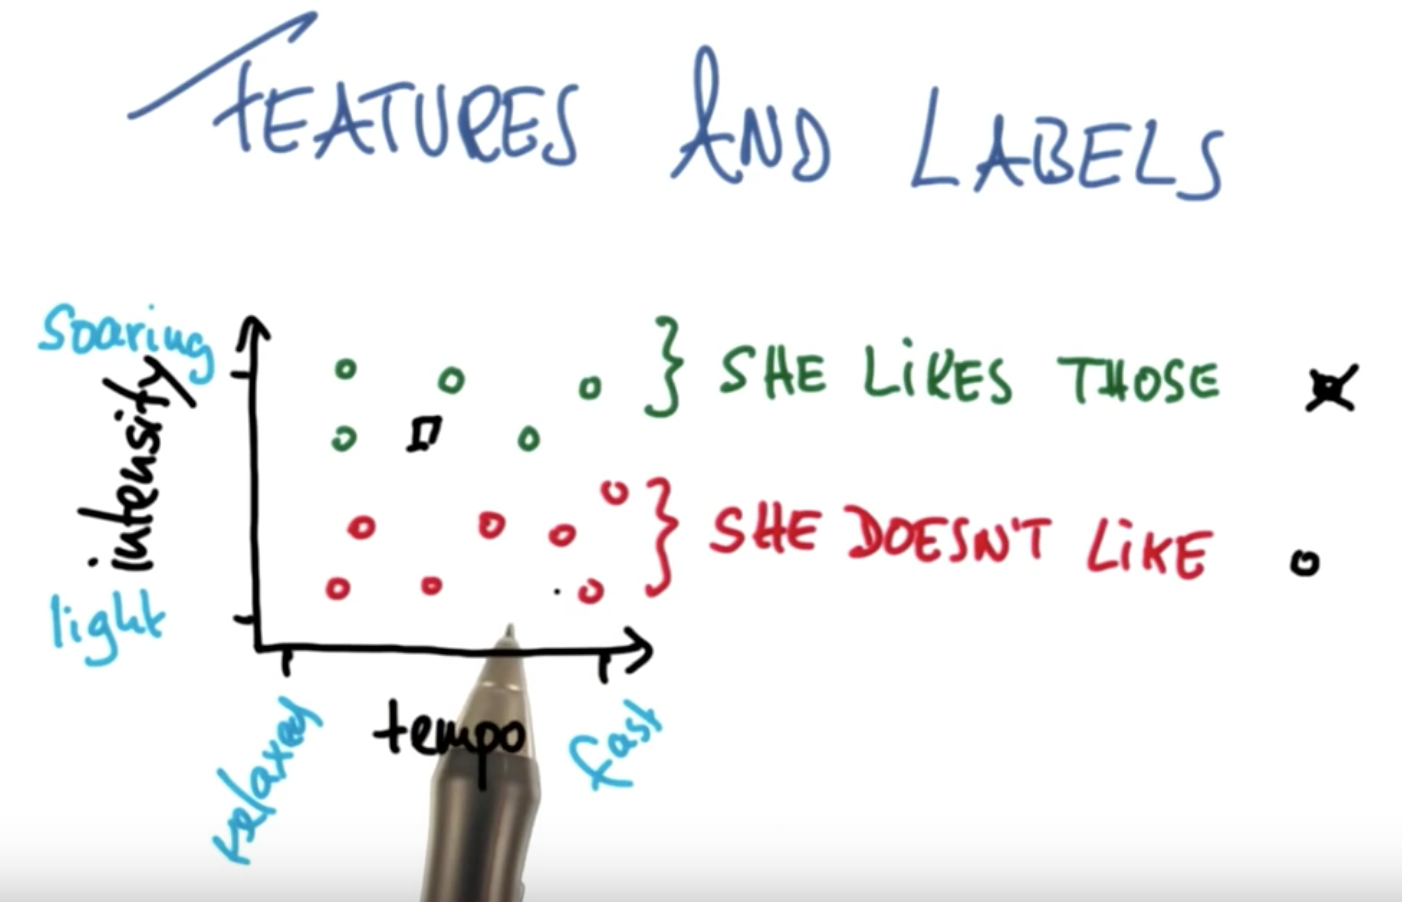 FEATURES AND LABELS
Soaring
intensity
light
SHE LIKES THOSE
SHE DOESN'T LIKE
relaxed
tempo
fast